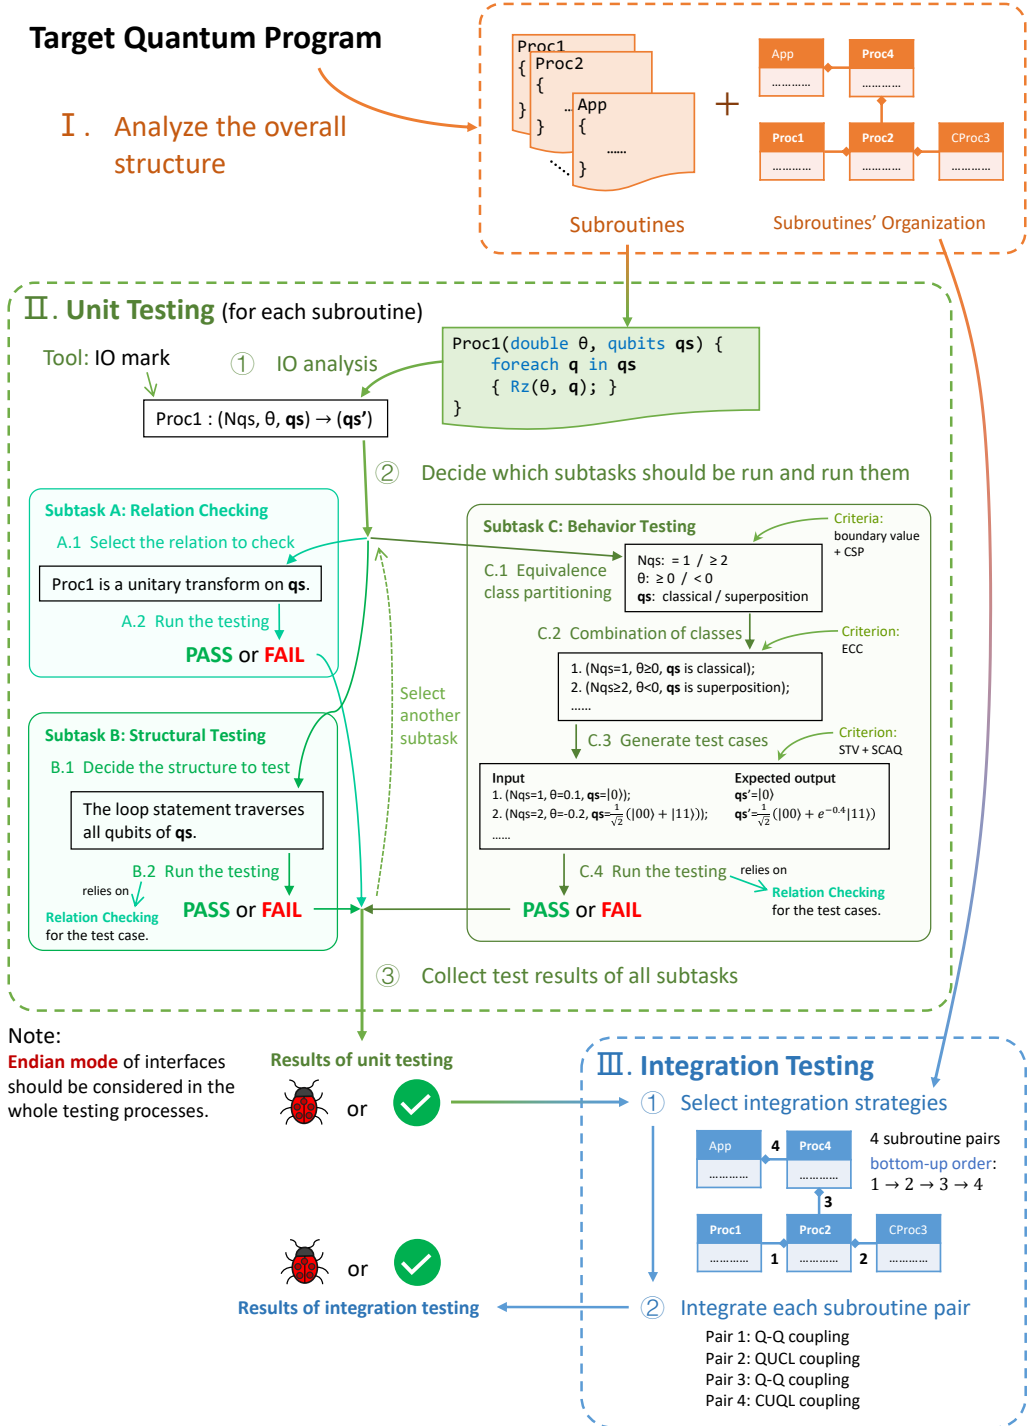 Target Quantum Program
Ⅰ. Analyze the overall
structure
Proc1
{
}
Proc2
{
...
}
App
{
......
}
......
+
App
............
Proc4
............
Proc1
............
Proc2
............
CProc3
............
Subroutines
Subroutines' Organization
Ⅱ. Unit Testing (for each subroutine)
Tool: IO mark
① IO analysis
Proc1(double θ, qubits qs) {
foreach q in qs
{ Rz(θ, q); }
}
Proc1 : (Nqs, θ, qs) → (qs')
② Decide which subtasks should be run and run them
Subtask A: Relation Checking
A.1 Select the relation to check
Proc1 is a unitary transform on qs.
A.2 Run the testing
PASS or FAIL
Subtask B: Structural Testing
B.1 Decide the structure to test
The loop statement traverses
all qubits of qs.
B.2 Run the testing
relies on
Relation Checking
for the test case.
PASS or FAIL
Select
another
subtask
Subtask C: Behavior Testing
Criteria:
boundary value
+ CSP
C.1 Equivalence
class partitioning
Nqs: = 1 / ≥ 2
θ: ≥ 0 / < 0
qs: classical / superposition
C.2 Combination of classes
Criterion:
ECC
1. (Nqs=1, θ≥0, qs is classical);
2. (Nqs≥2, θ<0, qs is superposition);
......
C.3 Generate test cases
Criterion:
STV + SCAQ
Input Expected output
1. (Nqs=1, θ=0.1, qs=|0⟩); qs'=|0⟩
2. (Nqs=2, θ=-0.2, qs=1/√2(|00⟩ + |11⟩)); qs'=1/√2(|00⟩ + e^−0.4|11⟩)
......
C.4 Run the testing
relies on
Relation Checking
for the test cases.
PASS or FAIL
③ Collect test results of all subtasks
Note:
Endian mode of interfaces
should be considered in the
whole testing processes.
Results of unit testing
or
Ⅲ. Integration Testing
① Select integration strategies
App
............
4
Proc4
............
3
Proc1
............
1
Proc2
............
2
CProc3
............
4 subroutine pairs
bottom-up order:
1 → 2 → 3 → 4
or
Results of integration testing
② Integrate each subroutine pair
Pair 1: Q-Q coupling
Pair 2: QUCL coupling
Pair 3: Q-Q coupling
Pair 4: CUQL coupling